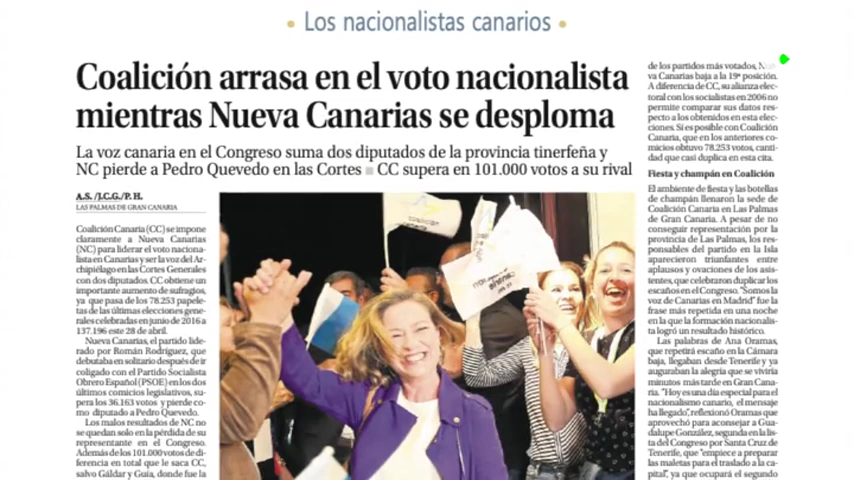 • Los nacionalistas canarios •
Coalición arrasa en el voto nacionalista
mientras Nueva Canarias se desploma
La voz canaria en el Congreso suma dos diputados de la provincia tinerfeña y
NC pierde a Pedro Quevedo en las Cortes ■ CC supera en 101.000 votos a su rival
A.S. /J.C.G./P. H.
LAS PALMAS DE GRAN CANARIA
Coalición Canaria (CC) se impone
claramente a Nueva Canarias
(NC) para liderar el voto naciona-
lista en Canarias y ser la voz del Ar-
chipiélago en las Cortes Generales
con dos diputados. CC obtiene un
importante aumento de sufragios,
ya que pasa de los 78.253 papele-
tas de las últimas elecciones gene-
rales celebradas en junio de 2016 a
137.196 este 28 de abril.
Nueva Canarias, el partido lide-
rado por Román Rodríguez, que
debutaba en solitario después de ir
coligado con el Partido Socialista
Obrero Español (PSOE) en los dos
últimos comicios legislativos, su-
pera los 36.163 votos y pierde co-
mo diputado a Pedro Quevedo.
Los malos resultados de NC no
se quedan solo en la pérdida de su
representante en el Congreso.
Además de los 101.000 votos de di-
ferencia en total que le saca CC,
salvo Gáldar y Guía, donde fue la
coalición
canaria
de los partidos más votados,
va Canarias baja a la 19ª posición.
A diferencia de CC, su alianza elec-
toral con los socialistas en 2006 no
permite comparar sus datos respec-
to a los obtenidos en esta elec-
ciones. Sí es posible con Coalición
Canaria, que en los anteriores co-
micios obtuvo 78.253 votos, canti-
dad que casi duplica en esta cita.
Fiesta y champán en Coalición
El ambiente de fiesta y las botellas
de champán llenaron la sede de
Coalición Canaria en Las Palmas
de Gran Canaria. A pesar de no
conseguir representación por la
provincia de Las Palmas, los res-
ponsables del partido en la Isla
aparecieron triunfantes entre
aplausos y ovaciones de los asis-
tentes, que celebraron duplicar los
escaños en el Congreso. "Somos la
voz de Canarias en Madrid" fue la
frase más repetida en una noche
en la que la formación nacionalis-
ta logró un resultado histórico.
Las palabras de Ana Oramas,
que repetirá escaño en la Cámara
baja, llegaban desde Tenerife y ya
auguraban la alegría que se viviría
minutos más tarde en Gran Cana-
ria. "Hoy es una día especial para el
nacionalismo canario, el mensaje
ha llegado", reflexionó Oramas que
aprovechó para aconsejar a Gua-
dalupe González, segunda en la lis-
ta del Congreso por Santa Cruz de
Tenerife, que "empiece a preparar
las maletas para el traslado a la ca-
pital", ya que ocupará el segundo